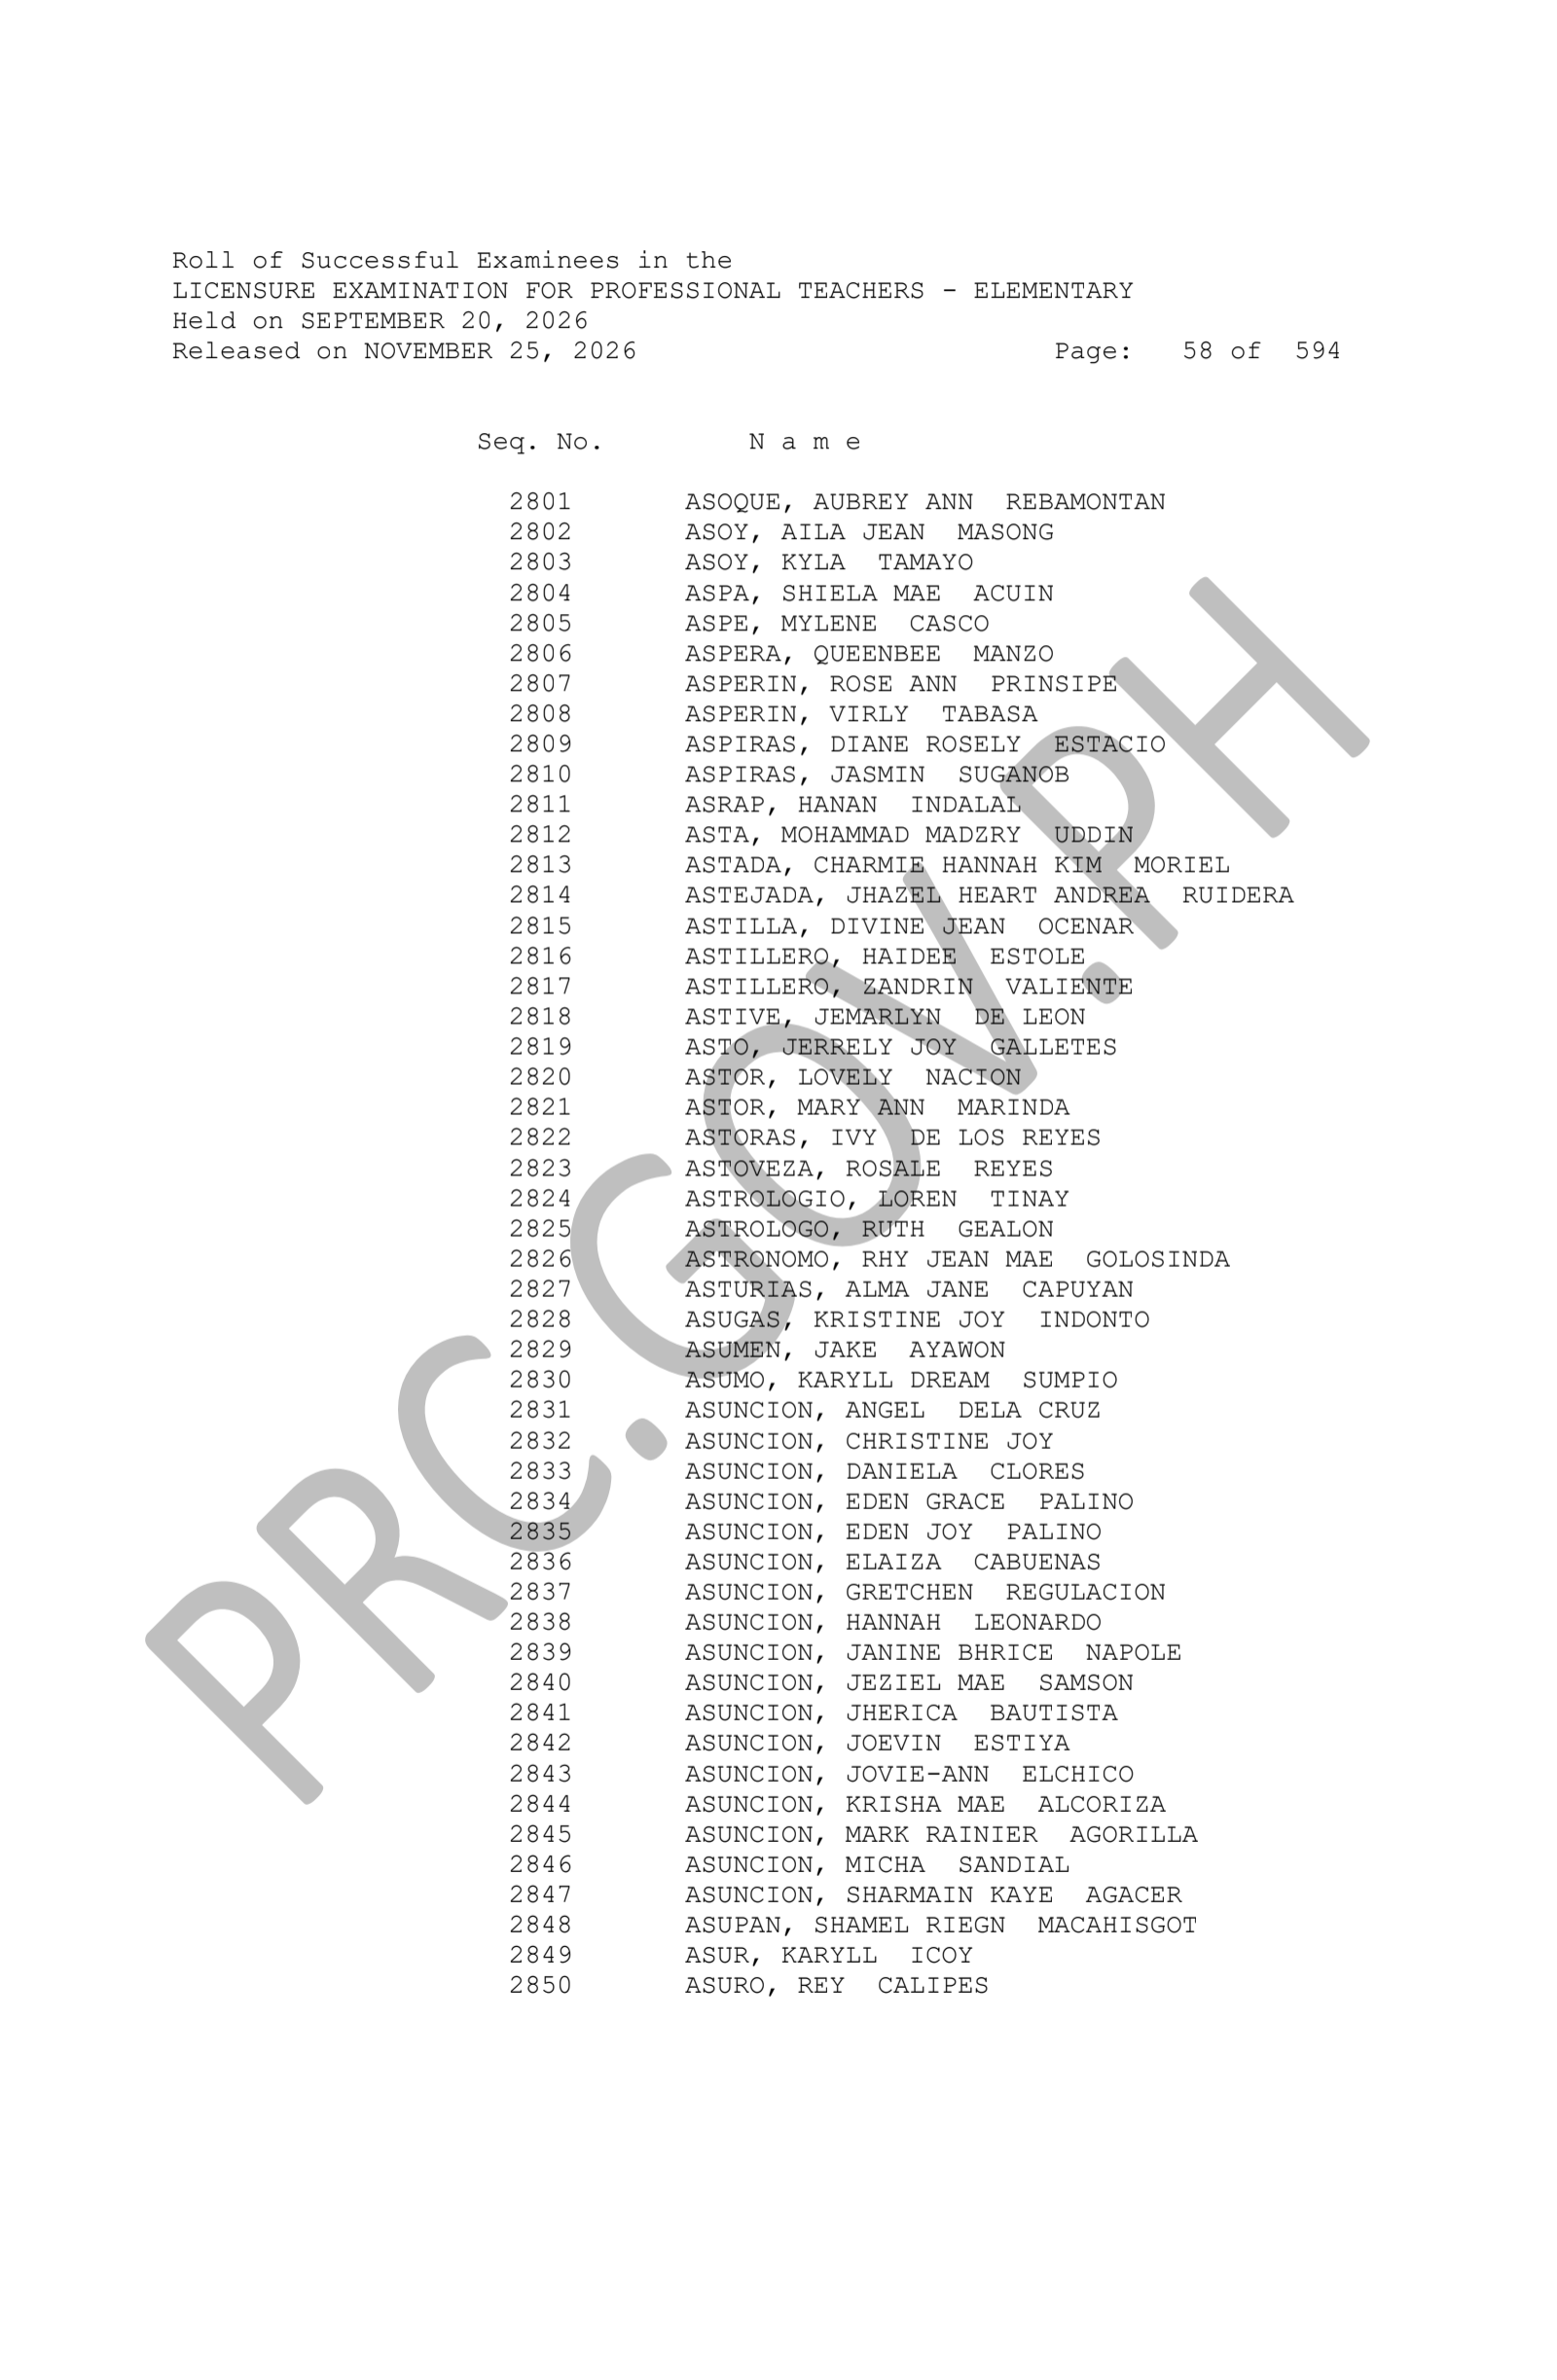 Roll of Successful Examinees in the
LICENSURE EXAMINATION FOR PROFESSIONAL TEACHERS - ELEMENTARY
Held on SEPTEMBER 20, 2026
Released on NOVEMBER 25, 2026 Page: 58 of 594
Seq. No. N a m e
2801 ASOQUE, AUBREY ANN REBAMONTAN
2802 ASOY, AILA JEAN MASONG
2803 ASOY, KYLA TAMAYO
2804 ASPA, SHIELA MAE ACUIN
2805 ASPE, MYLENE CASCO
2806 ASPERA, QUEENBEE MANZO
2807 ASPERIN, ROSE ANN PRINSIPE
2808 ASPERIN, VIRLY TABASA
2809 ASPIRAS, DIANE ROSELY ESTACIO
2810 ASPIRAS, JASMIN SUGANOB
2811 ASRAP, HANAN INDALAL
2812 ASTA, MOHAMMAD MADZRY UDDIN
2813 ASTADA, CHARMIE HANNAH KIM MORIEL
2814 ASTEJADA, JHAZEL HEART ANDREA RUIDERA
2815 ASTILLA, DIVINE JEAN OCENAR
2816 ASTILLERO, HAIDEE ESTOLE
2817 ASTILLERO, ZANDRIN VALIENTE
2818 ASTIVE, JEMARLYN DE LEON
2819 ASTO, JERRELY JOY GALLETES
2820 ASTOR, LOVELY NACION
2821 ASTOR, MARY ANN MARINDA
2822 ASTORAS, IVY DE LOS REYES
2823 ASTOVEZA, ROSALE REYES
2824 ASTROLOGIO, LOREN TINAY
2825 ASTROLOGO, RUTH GEALON
2826 ASTRONOMO, RHY JEAN MAE GOLOSINDA
2827 ASTURIAS, ALMA JANE CAPUYAN
2828 ASUGAS, KRISTINE JOY INDONTO
2829 ASUMEN, JAKE AYAWON
2830 ASUMO, KARYLL DREAM SUMPIO
2831 ASUNCION, ANGEL DELA CRUZ
2832 ASUNCION, CHRISTINE JOY
2833 ASUNCION, DANIELA CLORES
2834 ASUNCION, EDEN GRACE PALINO
2835 ASUNCION, EDEN JOY PALINO
2836 ASUNCION, ELAIZA CABUENAS
2837 ASUNCION, GRETCHEN REGULACION
2838 ASUNCION, HANNAH LEONARDO
2839 ASUNCION, JANINE BHRICE NAPOLE
2840 ASUNCION, JEZIEL MAE SAMSON
2841 ASUNCION, JHERICA BAUTISTA
2842 ASUNCION, JOEVIN ESTIYA
2843 ASUNCION, JOVIE-ANN ELCHICO
2844 ASUNCION, KRISHA MAE ALCORIZA
2845 ASUNCION, MARK RAINIER AGORILLA
2846 ASUNCION, MICHA SANDIAL
2847 ASUNCION, SHARMAIN KAYE AGACER
2848 ASUPAN, SHAMEL RIEGN MACAHISGOT
2849 ASUR, KARYLL ICOY
2850 ASURO, REY CALIPES
PRC.GOV.PH